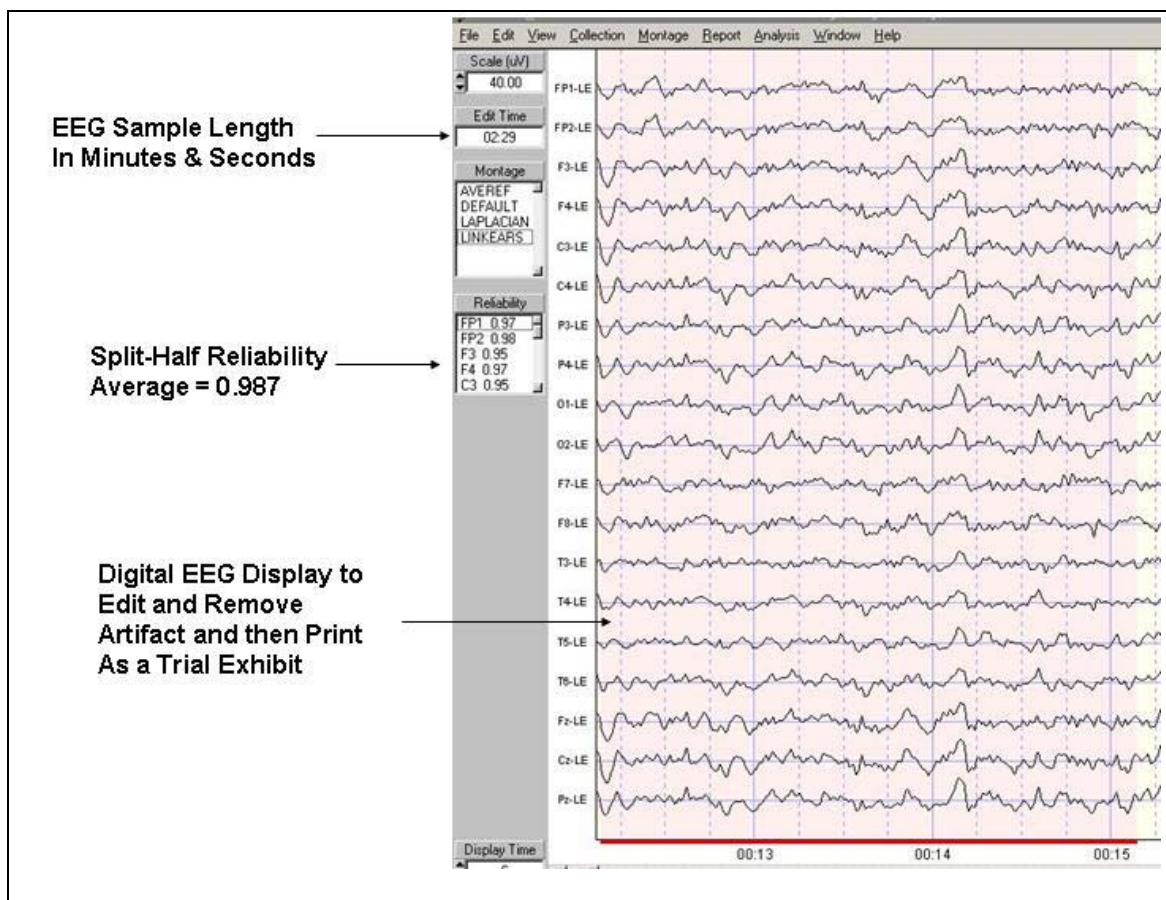 File Edit View Collection Montage Report Analysis Window Help
Scale (uV)
40.00
EEG Sample Length
In Minutes & Seconds
Edit Time
02:29
Montage
AVEREF
DEFAULT
LAPLACIAN
LINKEARS
Split-Half Reliability
Average = 0.987
Reliability
FP1 0.97
FP2 0.98
F3 0.95
F4 0.97
C3 0.95
Digital EEG Display to
Edit and Remove
Artifact and then Print
As a Trial Exhibit
Display Time
FP1-LE
FP2-LE
F3-LE
F4-LE
C3-LE
C4-LE
P3-LE
P4-LE
O1-LE
O2-LE
F7-LE
F8-LE
T3-LE
T4-LE
T5-LE
T6-LE
Fz-LE
Cz-LE
Pz-LE
00:13 00:14 00:15